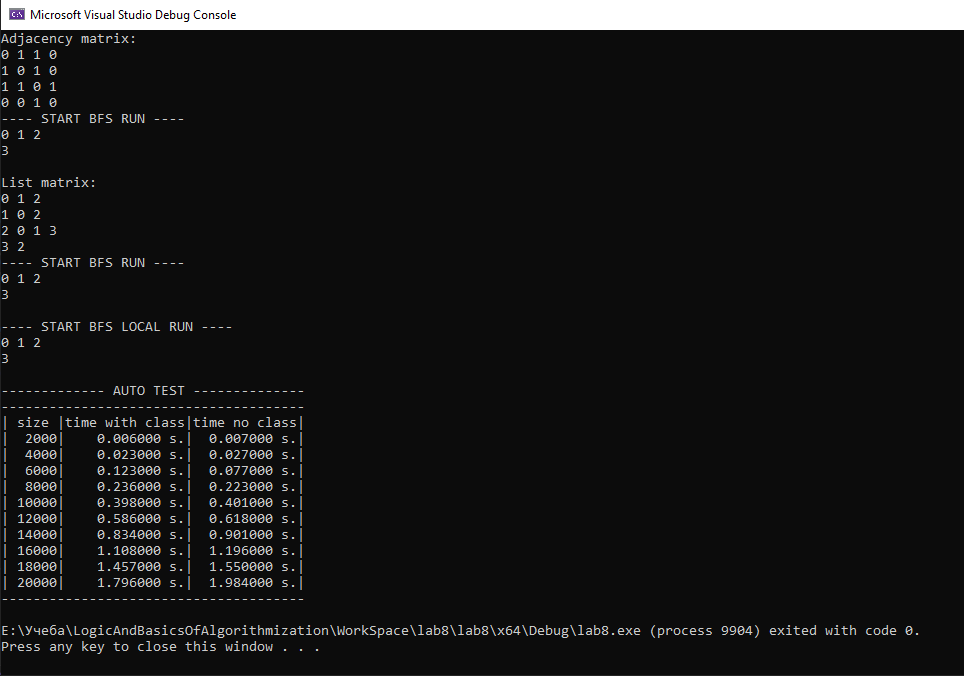 Microsoft Visual Studio Debug Console
Adjacency matrix:
0 1 1 0
1 0 1 0
1 1 0 1
0 0 1 0
---- START BFS RUN ----
0 1 2
3
List matrix:
0 1 2
1 0 2
2 0 1 3
3 2
---- START BFS RUN ----
0 1 2
3
---- START BFS LOCAL RUN ----
0 1 2
3
------------- AUTO TEST --------------
--------------------------------------
| size |time with class|time no class|
|  2000|    0.006000 s.|  0.007000 s.|
|  4000|    0.023000 s.|  0.027000 s.|
|  6000|    0.123000 s.|  0.077000 s.|
|  8000|    0.236000 s.|  0.223000 s.|
| 10000|    0.398000 s.|  0.401000 s.|
| 12000|    0.586000 s.|  0.618000 s.|
| 14000|    0.834000 s.|  0.901000 s.|
| 16000|    1.108000 s.|  1.196000 s.|
| 18000|    1.457000 s.|  1.550000 s.|
| 20000|    1.796000 s.|  1.984000 s.|
--------------------------------------
E:\Учеба\LogicAndBasicsOfAlgorithmization\WorkSpace\lab8\lab8\x64\Debug\lab8.exe (process 9904) exited with code 0.
Press any key to close this window . . .